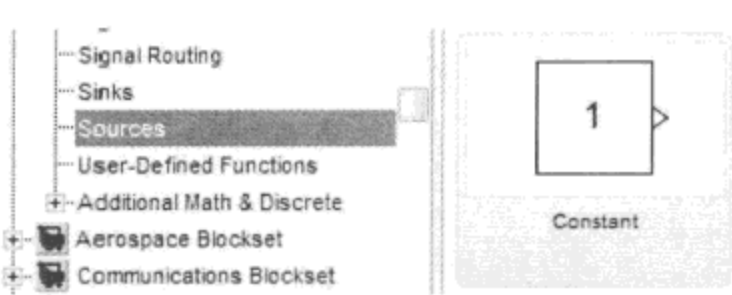 Signal Routing
Sinks
Sources
User-Defined Functions
Additional Math & Discrete
Aerospace Blockset
Communications Blockset
1
Constant